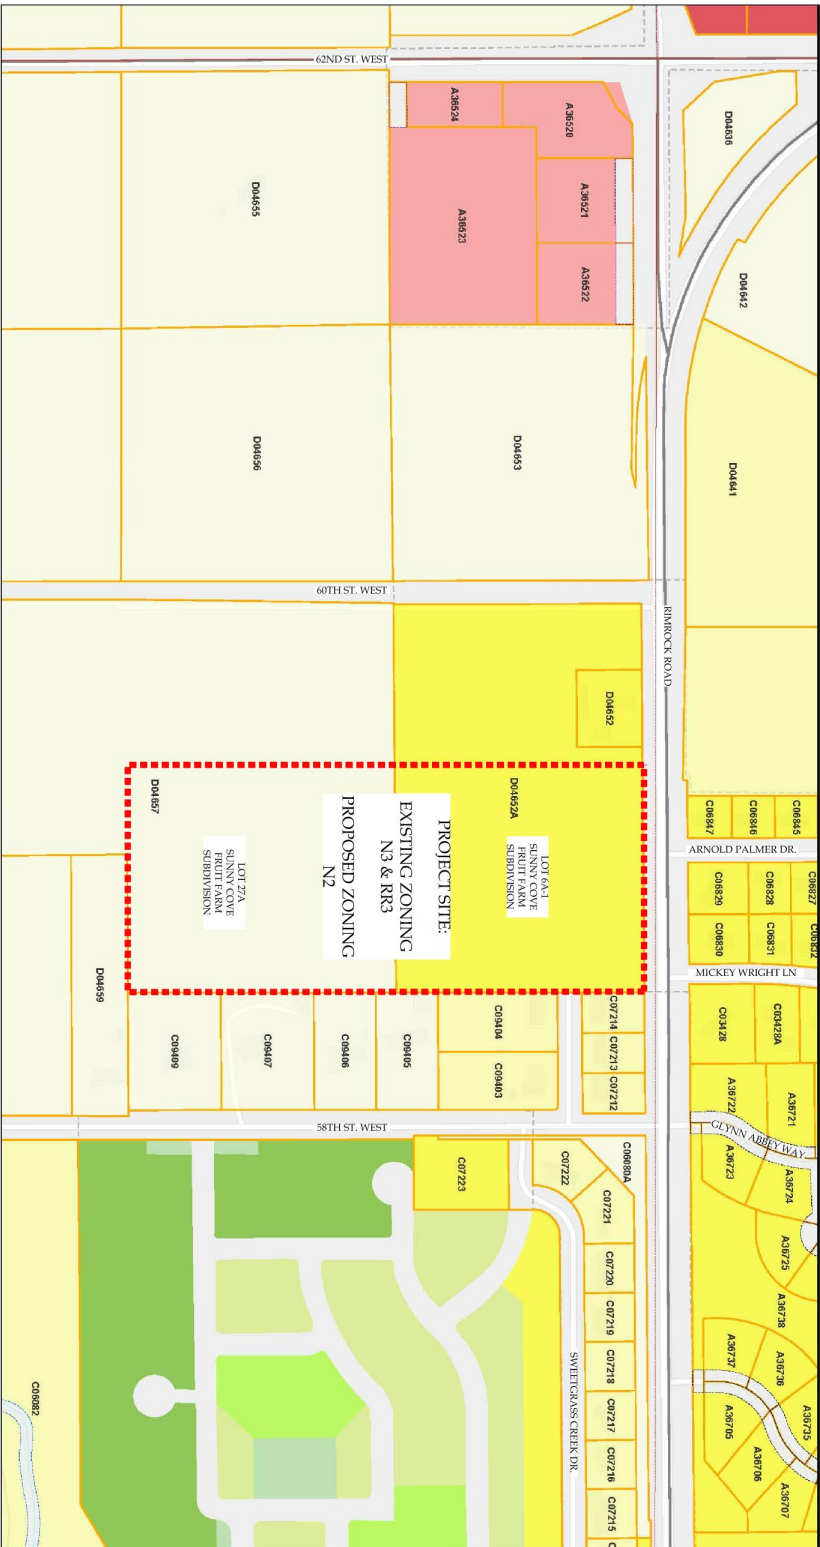 62ND ST. WEST
A36524
A36520
D04636
D04655
A36523
A36521
A36522
D04642
D04656
D04653
D04641
60TH ST. WEST
RIMROCK ROAD
D04652
D04657
D04652A
C06847
C06846
C06845
ARNOLD PALMER DR.
PROJECT SITE:
EXISTING ZONING
N3 & RR3
PROPOSED ZONING
N2
LOT 6A-1
SUNNY COVE
FRUIT FARM
SUBDIVISION
LOT 27A
SUNNY COVE
FRUIT FARM
SUBDIVISION
C06829
C06828
C06827
C06830
C06831
C06832
MICKEY WRIGHT LN
D04659
C09409
C09407
C09406
C09405
C09404
C09403
C07214
C07213
C07212
C03428
C03428A
A36722
A36721
58TH ST. WEST
GLYNN ABBEY WAY
C07223
C07222
C06080A
C07221
A36723
A36724
C07220
A36725
C07219
A36738
C07218
A36737
A36736
SWEETGRASS CREEK DR.
C06082
C07217
A36705
A36735
C07216
A36706
C07215
A36707